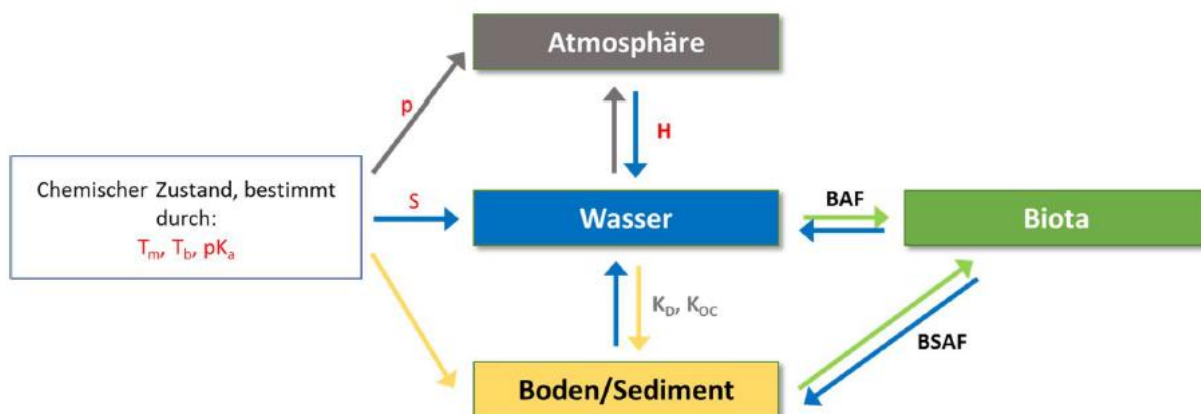 Atmosphäre
p
H
Chemischer Zustand, bestimmt
durch:
Tm, Tb, pKa
S
Wasser
BAF
Biota
KD, KOC
BSAF
Boden/Sediment